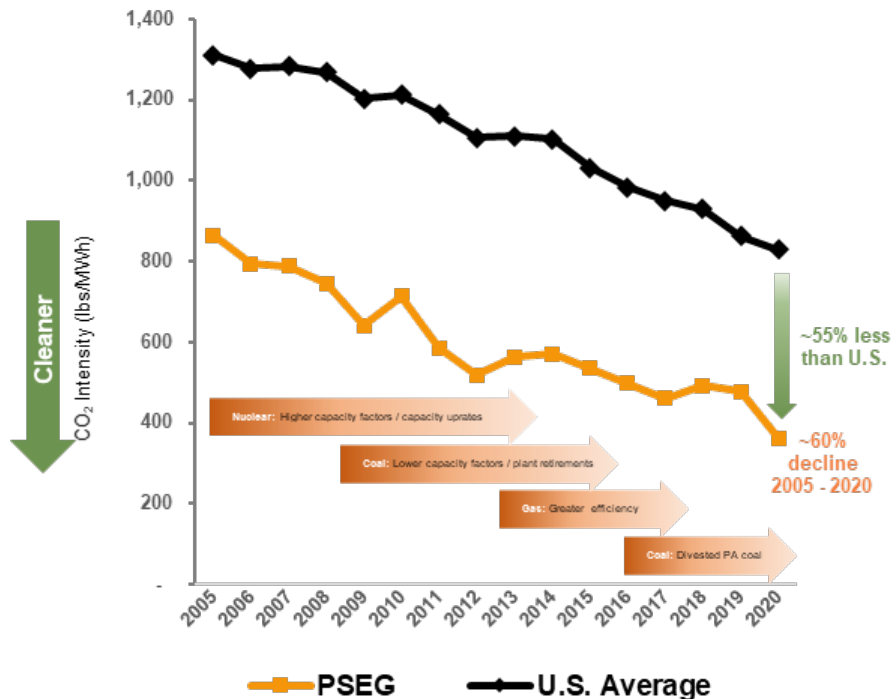 1,400
1,200
1,000
800
600
400
200
-
Cleaner
CO₂ Intensity (lbs/MWh)
~55% less
than U.S.
~60%
decline
2005 - 2020
Nuclear: Higher capacity factors / capacity uprates
Coal: Lower capacity factors / plant retirements
Gas: Greater efficiency
Coal: Divested PA coal
2005
2006
2007
2008
2009
2010
2011
2012
2013
2014
2015
2016
2017
2018
2019
2020
PSEG
U.S. Average